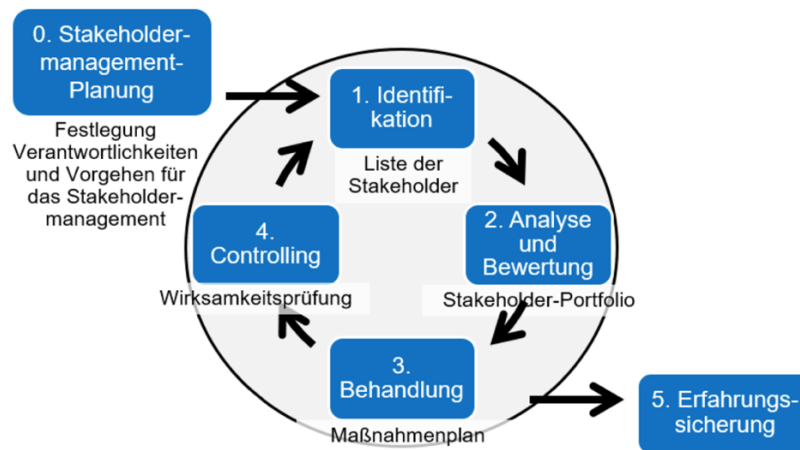 0. Stakeholder-
management-
Planung
Festlegung
Verantwortlichkeiten
und Vorgehen für
das Stakeholder-
management
1. Identifi-
kation
Liste der
Stakeholder
2. Analyse
und
Bewertung
Stakeholder-Portfolio
3.
Behandlung
Maßnahmenplan
4.
Controlling
Wirksamkeitsprüfung
5. Erfahrungs-
sicherung